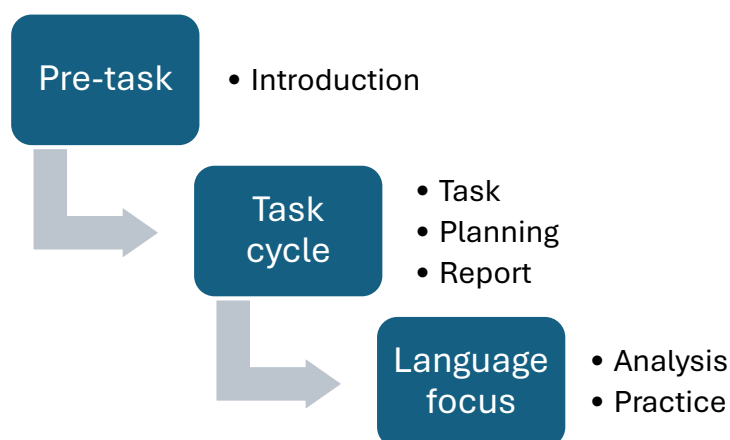 Pre-task
• Introduction
Task
cycle
• Task
• Planning
• Report
Language
focus
• Analysis
• Practice